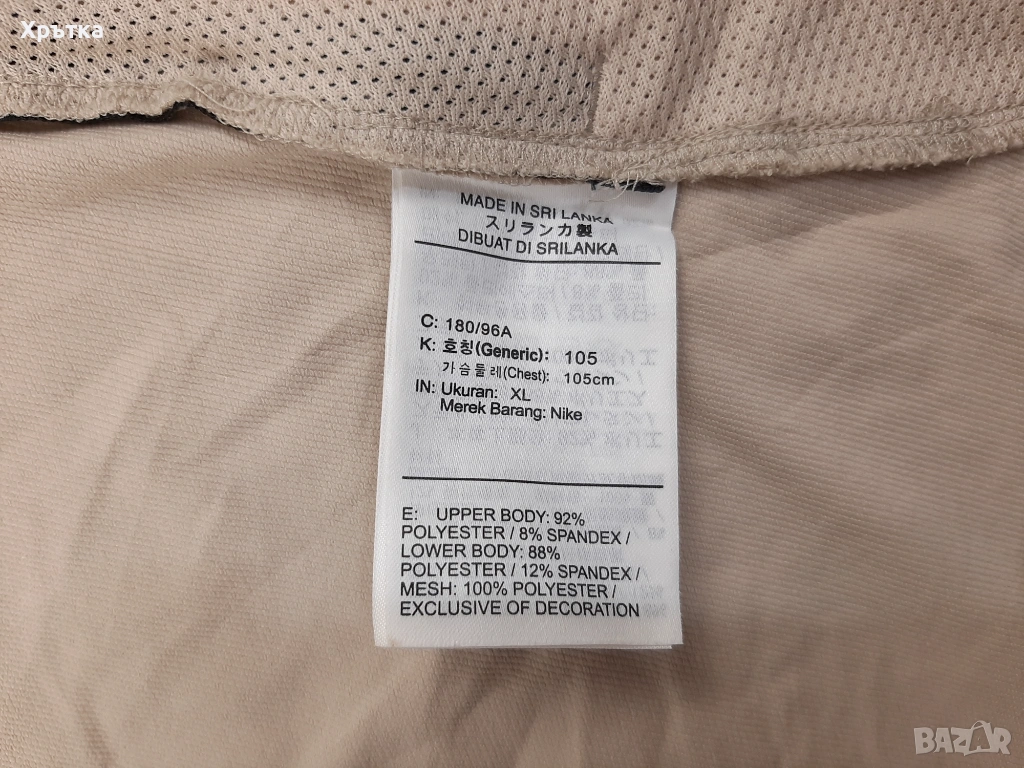 Хрътка
MADE IN SRI LANKA
スリランカ製
DIBUAT DI SRILANKA
C: 180/96A
K: 호칭(Generic): 105
가슴둘레(Chest): 105cm
IN: Ukuran: XL
Merek Barang: Nike
E: UPPER BODY: 92%
POLYESTER / 8% SPANDEX /
LOWER BODY: 88%
POLYESTER / 12% SPANDEX /
MESH: 100% POLYESTER /
EXCLUSIVE OF DECORATION
BAZAR